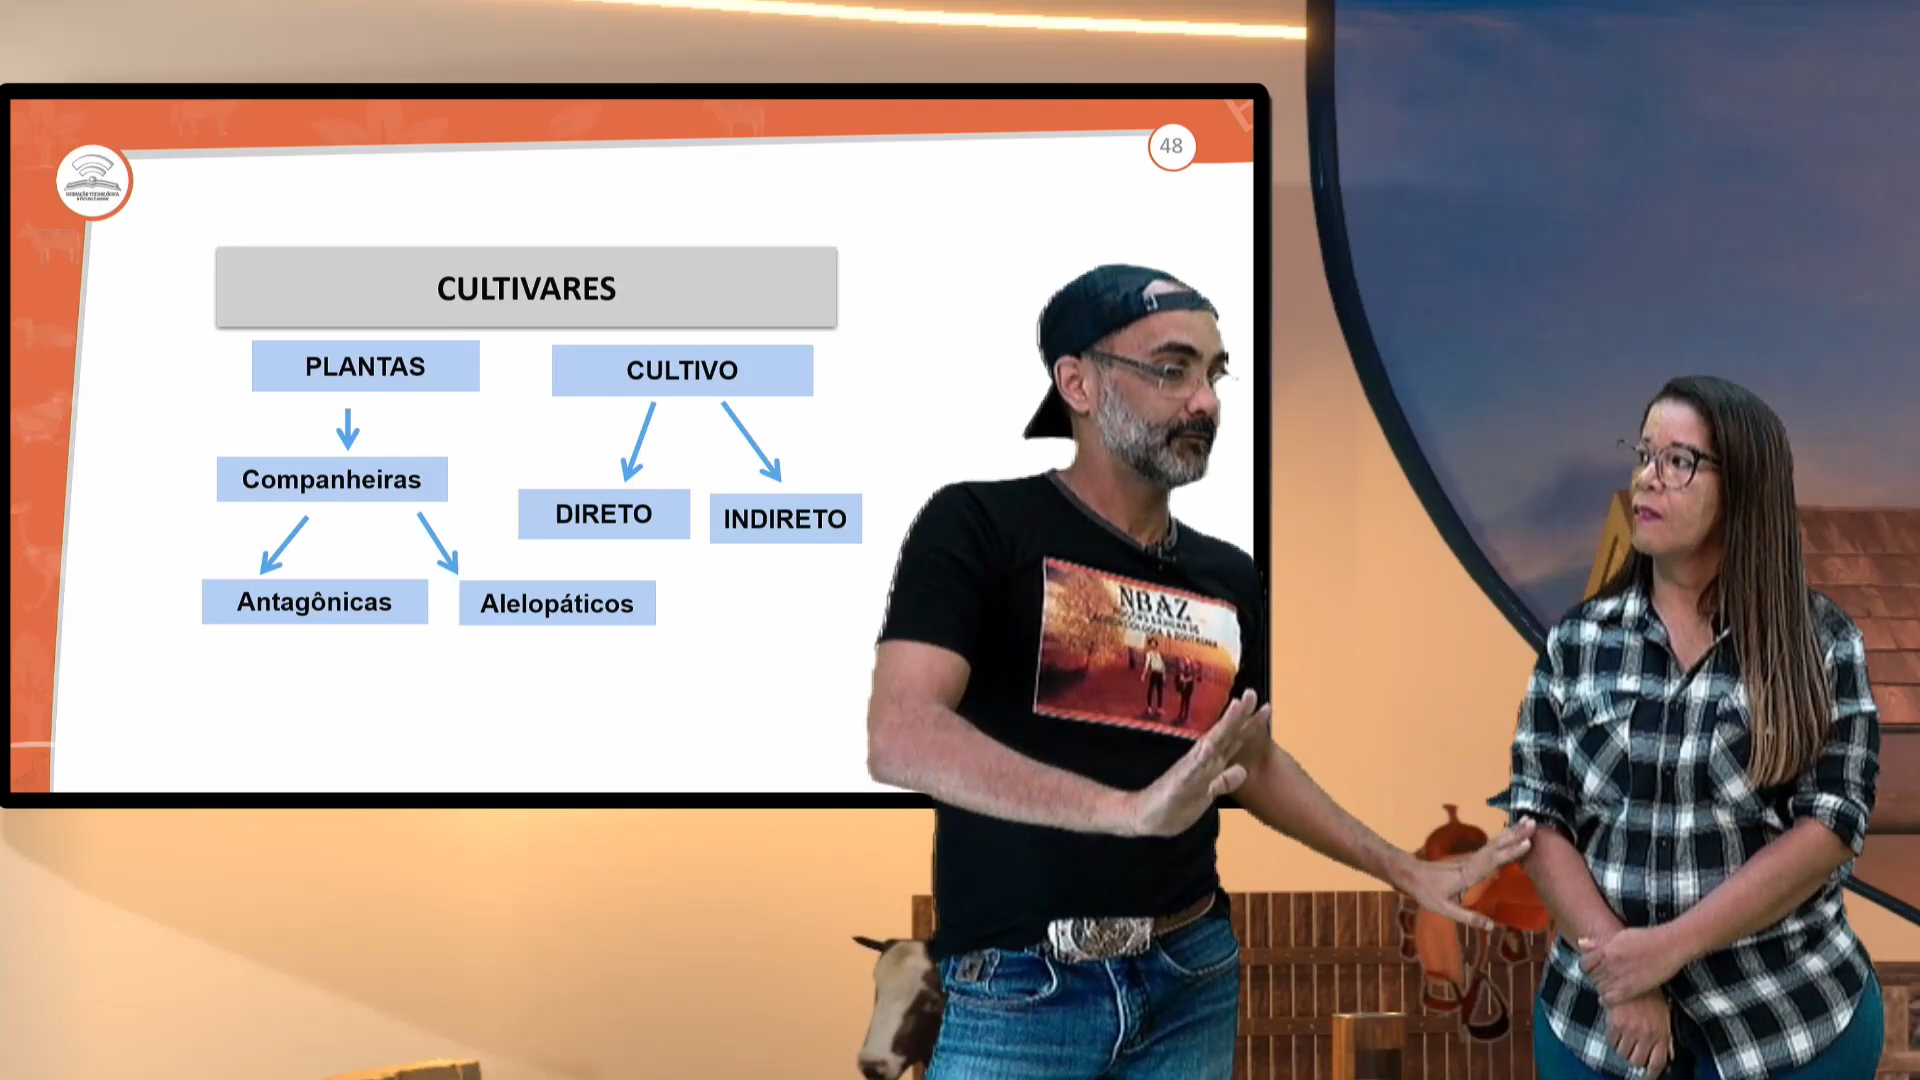 48
CULTIVARES
PLANTAS
CULTIVO
Companheiras
DIRETO
INDIRETO
Antagônicas
Alelopáticos
NBAZ